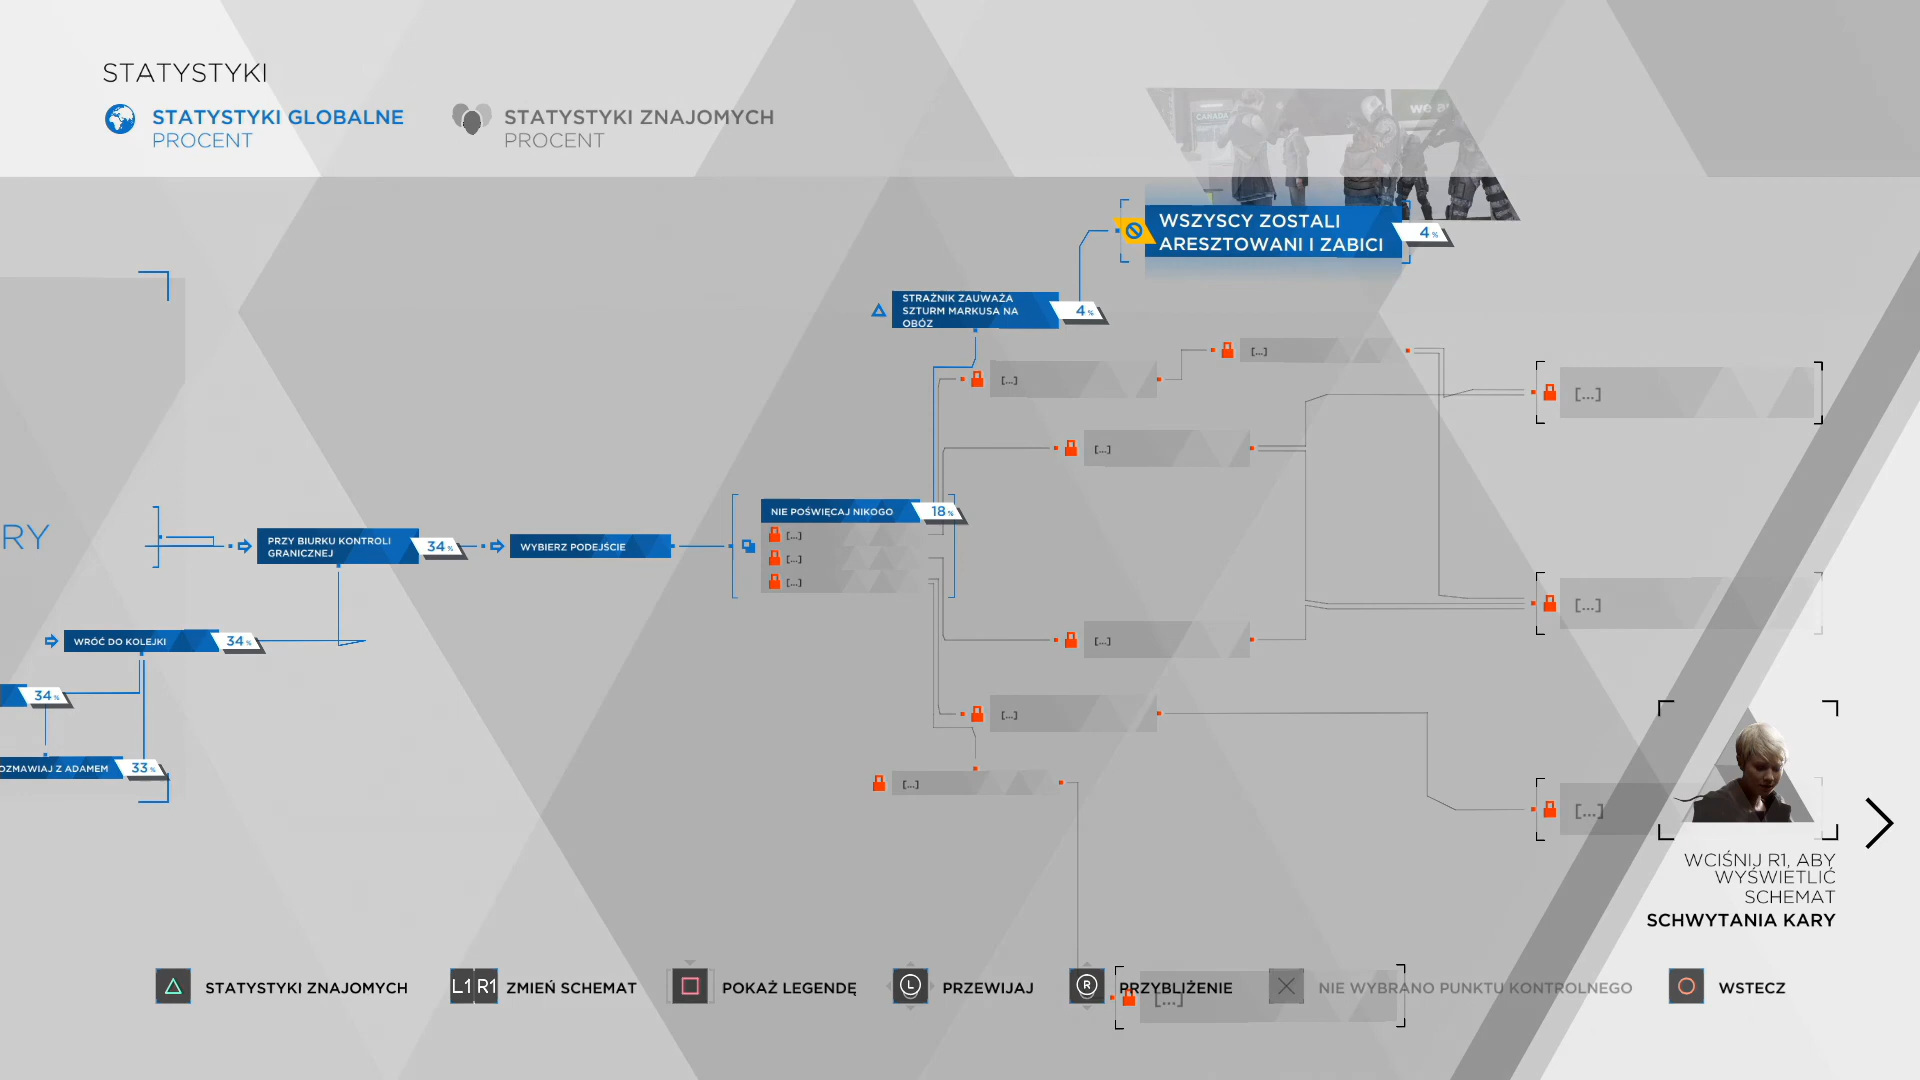 STATYSTYKI
STATYSTYKI GLOBALNE
PROCENT
STATYSTYKI ZNAJOMYCH
PROCENT
CANADA
we a
WSZYSCY ZOSTALI
ARESZTOWANI I ZABICI
4%
STRAŻNIK ZAUWAŻA
SZTURM MARKUSA NA
OBÓZ
4%
[...]
[...]
[...]
[...]
NIE POŚWIĘCAJ NIKOGO
18%
[...]
[...]
[...]
RY
PRZY BIURKU KONTROLI
GRANICZNEJ
34%
WYBIERZ PODEJŚCIE
[...]
WRÓĆ DO KOLEJKI
34%
[...]
34%
[...]
OZMAWIAJ Z ADAMEM
33%
[...]
[...]
WCIŚNIJ R1, ABY
WYŚWIETLIĆ
SCHEMAT
SCHWYTANIA KARY
STATYSTYKI ZNAJOMYCH
L1 R1 ZMIEŃ SCHEMAT
POKAŻ LEGENDĘ
L PRZEWIJAJ
R PRZYBLIŻENIE
[...]
NIE WYBRANO PUNKTU KONTROLNEGO
WSTECZ